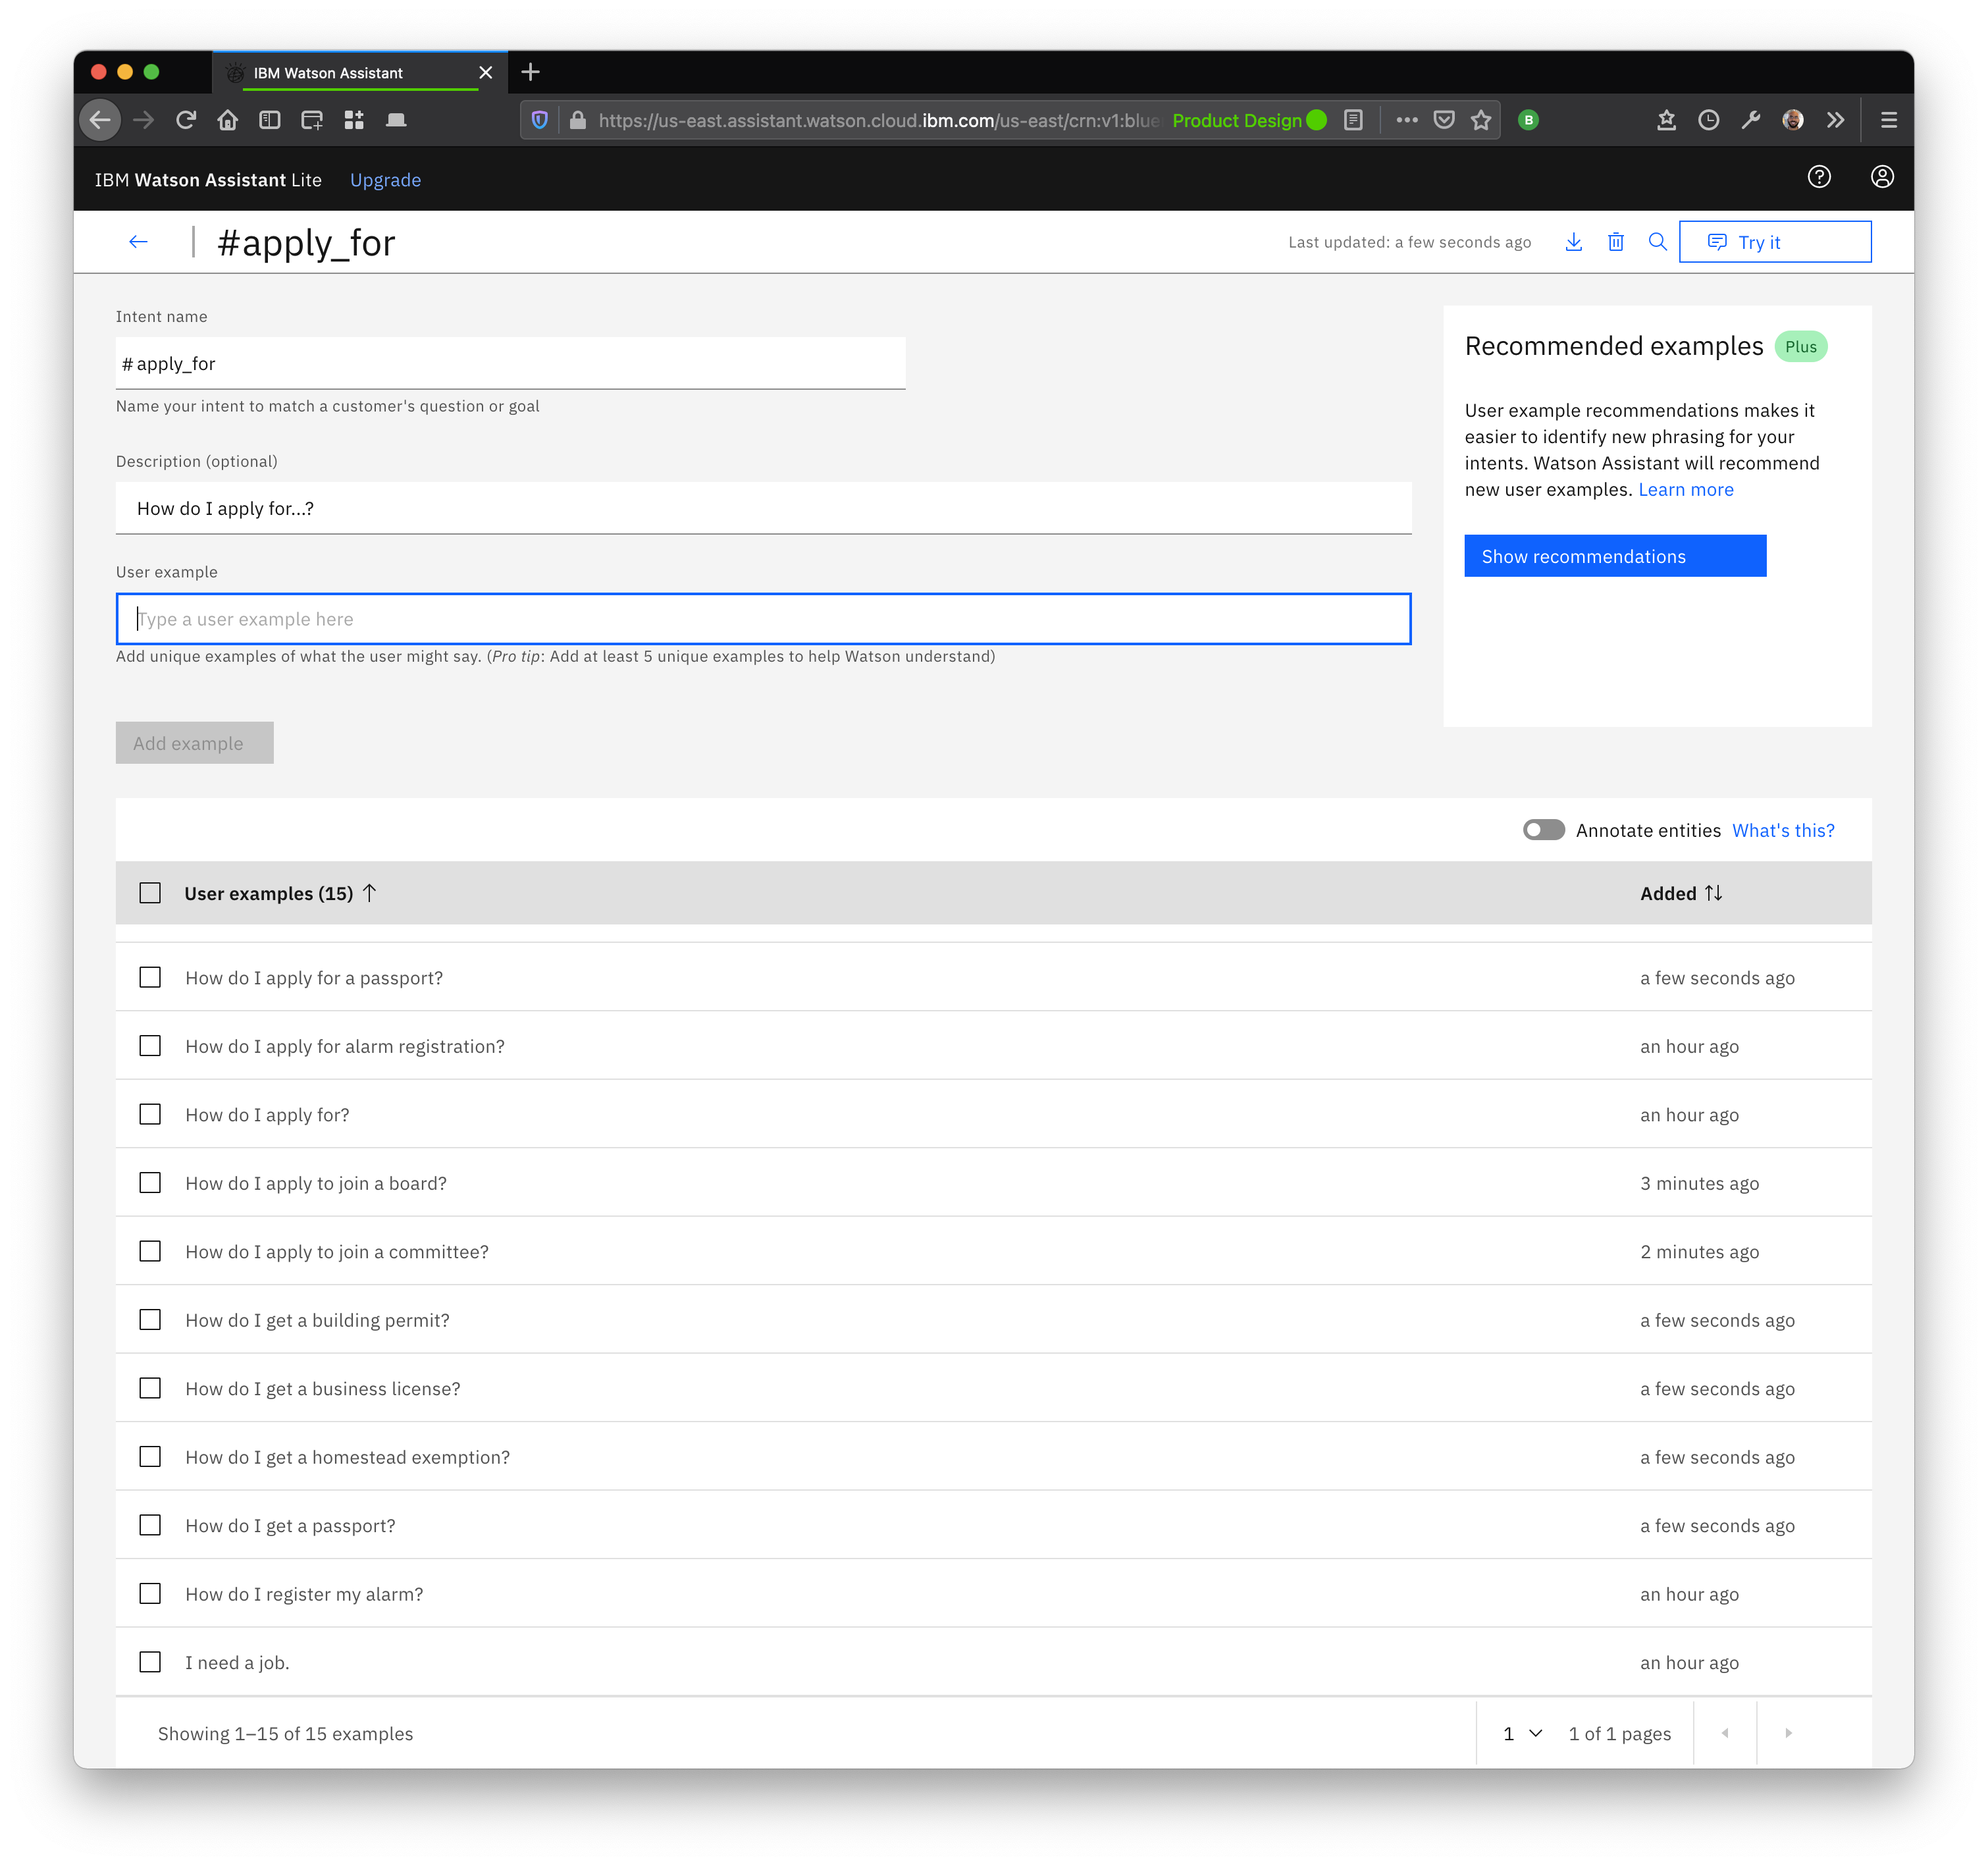 IBM Watson Assistant
https://us-east.assistant.watson.cloud.ibm.com/us-east/crn:v1:blue Product Design
B
IBM Watson Assistant Lite Upgrade
#apply_for
Last updated: a few seconds ago
Try it
Intent name
# apply_for
Name your intent to match a customer's question or goal
Description (optional)
How do I apply for...?
User example
Type a user example here
Add unique examples of what the user might say. (Pro tip: Add at least 5 unique examples to help Watson understand)
Add example
Recommended examples Plus
User example recommendations makes it
easier to identify new phrasing for your
intents. Watson Assistant will recommend
new user examples. Learn more
Show recommendations
Annotate entities What's this?
User examples (15) Added
How do I apply for a passport? a few seconds ago
How do I apply for alarm registration? an hour ago
How do I apply for? an hour ago
How do I apply to join a board? 3 minutes ago
How do I apply to join a committee? 2 minutes ago
How do I get a building permit? a few seconds ago
How do I get a business license? a few seconds ago
How do I get a homestead exemption? a few seconds ago
How do I get a passport? a few seconds ago
How do I register my alarm? an hour ago
I need a job. an hour ago
Showing 1–15 of 15 examples 1 1 of 1 pages